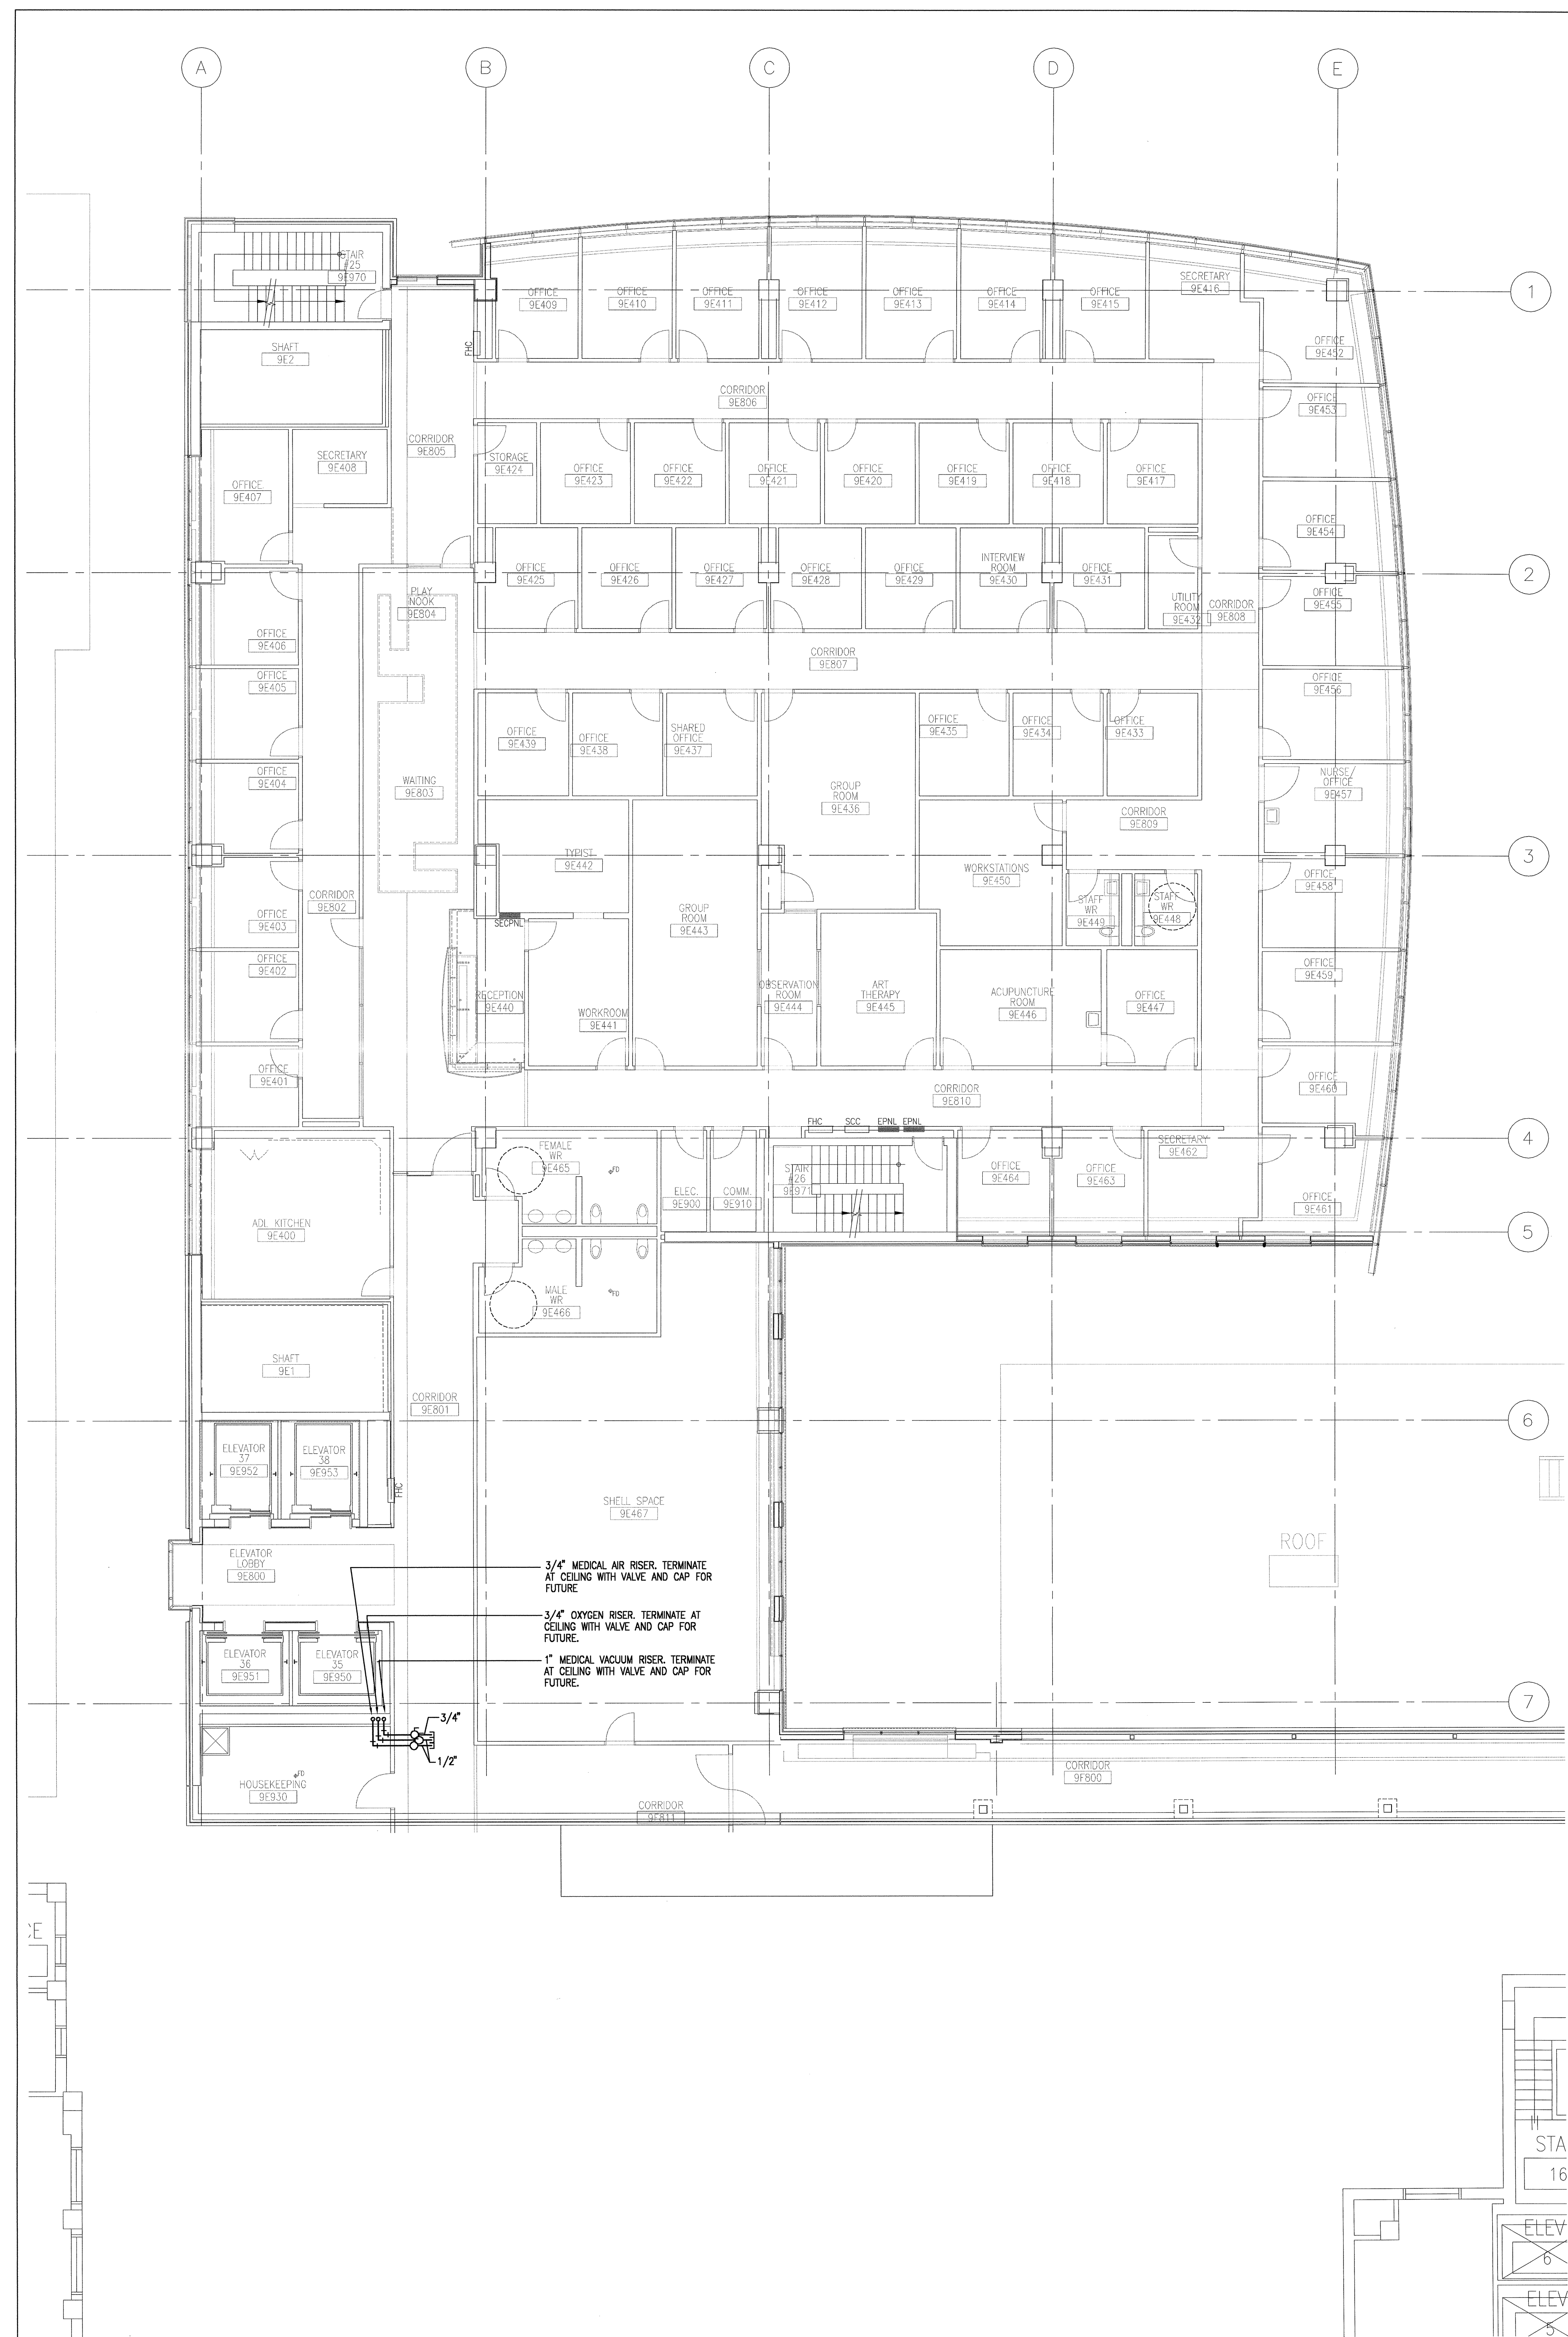 A
B
C
D
E
STAIR
#25
9E970
1
SHAFT
9E2
FHC
OFFICE
9E409
OFFICE
9E410
OFFICE
9E411
OFFICE
9E412
OFFICE
9E413
OFFICE
9E414
OFFICE
9E415
SECRETARY
9E416
OFFICE
9E452
CORRIDOR
9E806
OFFICE
9E453
CORRIDOR
9E805
SECRETARY
9E408
OFFICE
9E407
STORAGE
9E424
OFFICE
9E423
OFFICE
9E422
OFFICE
9E421
OFFICE
9E420
OFFICE
9E419
OFFICE
9E418
OFFICE
9E417
OFFICE
9E454
OFFICE
9E425
OFFICE
9E426
OFFICE
9E427
OFFICE
9E428
OFFICE
9E429
INTERVIEW
ROOM
9E430
OFFICE
9E431
2
PLAY
NOOK
9E804
UTILITY
ROOM
9E432
CORRIDOR
9E808
OFFICE
9E455
OFFICE
9E406
CORRIDOR
9E807
OFFICE
9E405
OFFICE
9E456
OFFICE
9E439
OFFICE
9E438
SHARED
OFFICE
9E437
OFFICE
9E435
OFFICE
9E434
OFFICE
9E433
OFFICE
9E404
WAITING
9E803
GROUP
ROOM
9E436
NURSE/
OFFICE
9E457
CORRIDOR
9E809
TYPIST
9E442
WORKSTATIONS
9E450
3
OFFICE
9E458
CORRIDOR
9E802
OFFICE
9E403
SECPNL
GROUP
ROOM
9E443
STAFF
WR
9E449
STAFF
WR
9E448
OFFICE
9E402
OFFICE
9E459
RECEPTION
9E440
WORKROOM
9E441
OBSERVATION
ROOM
9E444
ART
THERAPY
9E445
ACUPUNCTURE
ROOM
9E446
OFFICE
9E447
OFFICE
9E401
CORRIDOR
9E810
OFFICE
9E460
FHC
SCC
EPNL
EPNL
4
FEMALE
WR
9E465
FD
ELEC.
9E900
COMM.
9E910
STAIR
#26
9E971
OFFICE
9E464
OFFICE
9E463
SECRETARY
9E462
OFFICE
9E461
ADL KITCHEN
9E400
5
MALE
WR
9E466
FD
SHAFT
9E1
CORRIDOR
9E801
6
ELEVATOR
37
9E952
ELEVATOR
38
9E953
FHC
SHELL SPACE
9E467
ROOF
ELEVATOR
LOBBY
9E800
3/4" MEDICAL AIR RISER. TERMINATE
AT CEILING WITH VALVE AND CAP FOR
FUTURE
3/4" OXYGEN RISER. TERMINATE AT
CEILING WITH VALVE AND CAP FOR
FUTURE.
1" MEDICAL VACUUM RISER. TERMINATE
AT CEILING WITH VALVE AND CAP FOR
FUTURE.
ELEVATOR
36
9E951
ELEVATOR
35
9E950
7
3/4"
1/2"
FD
HOUSEKEEPING
9E930
CORRIDOR
9F800
CORRIDOR
9F811
STA
16
ELEV
6
ELEV
5